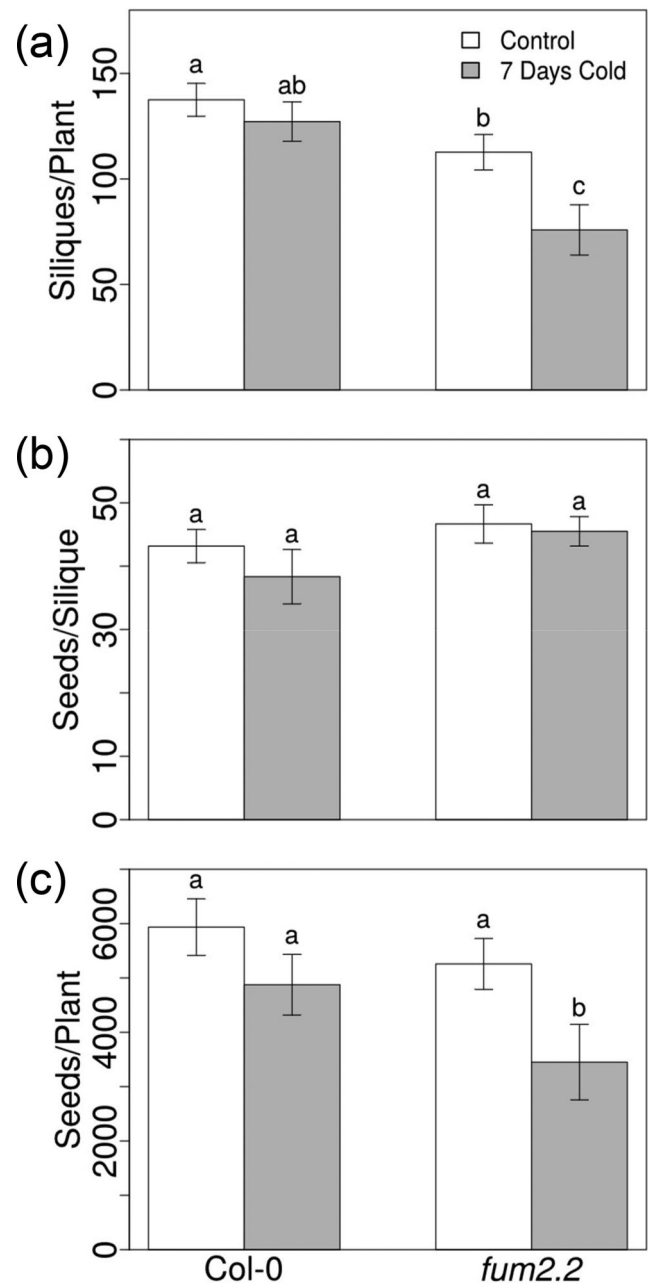 (a)
Siliques/Plant
150
100
50
0
Control
7 Days Cold
a
ab
b
c
(b)
Seeds/Silique
50
30
10
0
a
a
a
a
(c)
Seeds/Plant
6000
4000
2000
0
a
a
a
b
Col-0
fum2.2